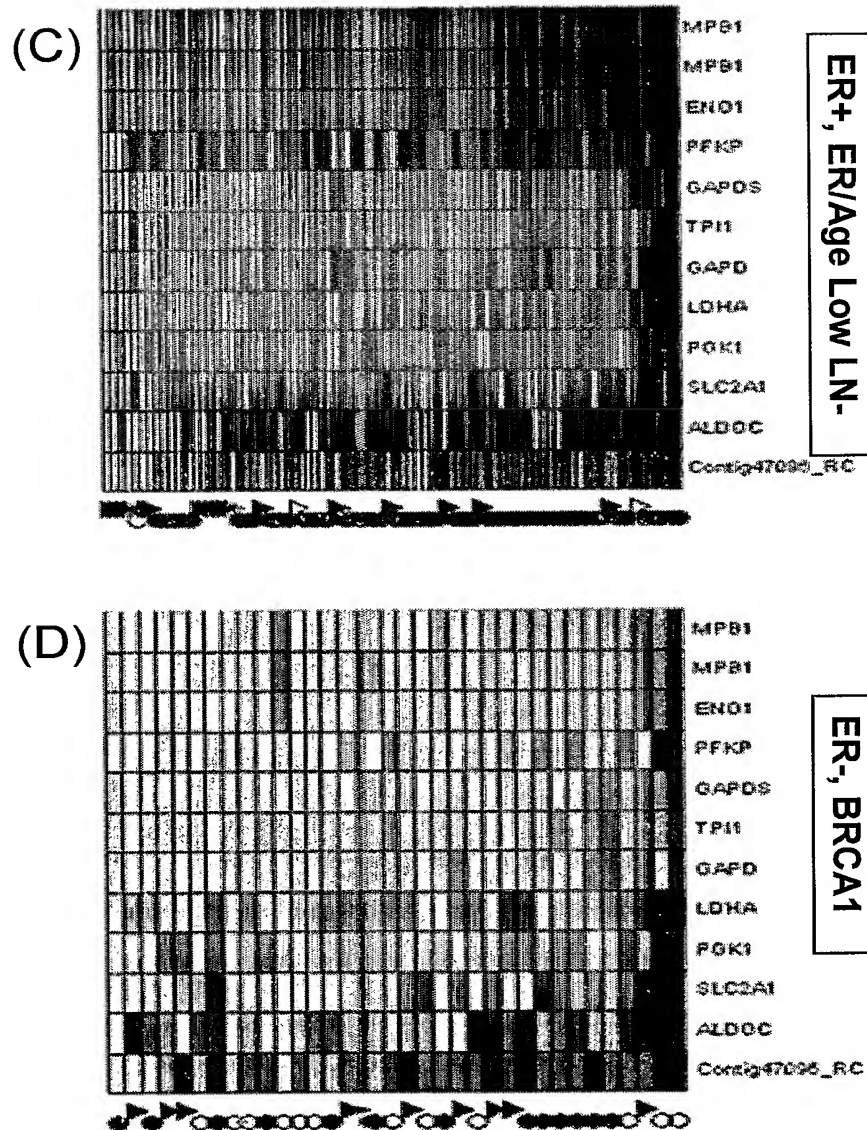 (C)
MPB1
MPB1
ENO1
PFKP
GAPDS
TPI1
GAPD
LDHA
PGK1
SLC2A1
ALDOC
Contig47096_RC
ER+, ER/Age Low LN-
(D)
MPB1
MPB1
ENO1
PFKP
GAPDS
TPI1
GAPD
LDHA
PGK1
SLC2A1
ALDOC
Contig47096_RC
ER-, BRCA1